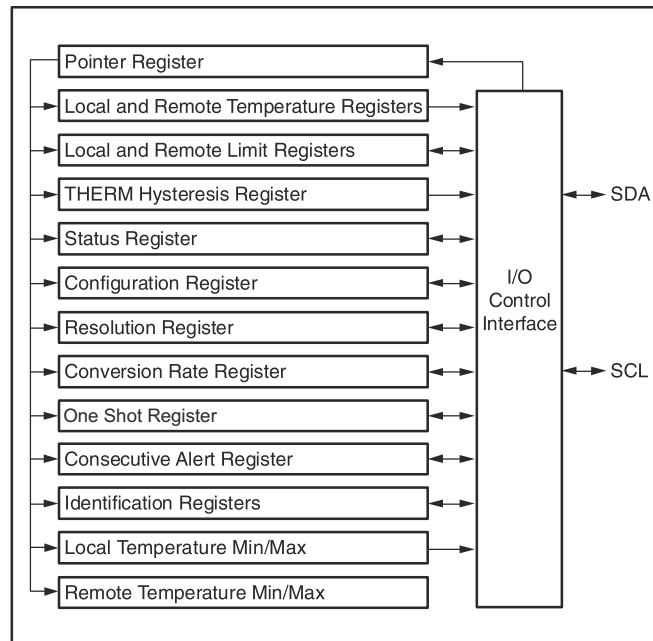 Pointer Register
Local and Remote Temperature Registers
Local and Remote Limit Registers
THERM Hysteresis Register
SDA
Status Register
Configuration Register
I/O
Control
Interface
Resolution Register
Conversion Rate Register
SCL
One Shot Register
Consecutive Alert Register
Identification Registers
Local Temperature Min/Max
Remote Temperature Min/Max